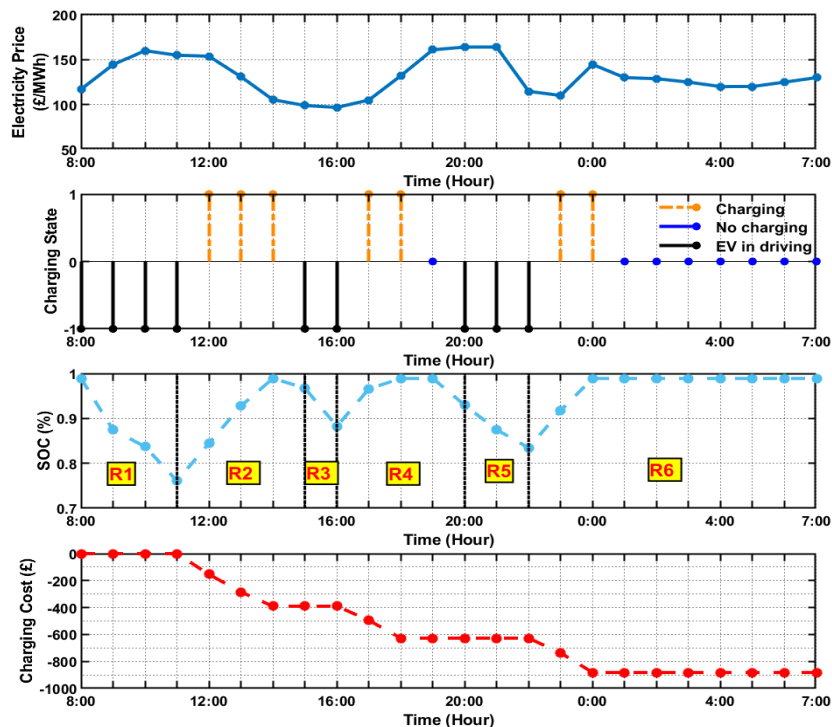 Electricity Price
(£/MWh)
200
150
100
50
8:00 12:00 16:00 20:00 0:00 4:00 7:00
Time (Hour)
Charging State
1
0
-1
Charging
No charging
EV in driving
8:00 12:00 16:00 20:00 0:00 4:00 7:00
Time (Hour)
SOC (%)
1
0.9
0.8
0.7
R1 R2 R3 R4 R5 R6
8:00 12:00 16:00 20:00 0:00 4:00 7:00
Time (Hour)
Charging Cost (£)
0
-200
-400
-600
-800
-1000
8:00 12:00 16:00 20:00 0:00 4:00 7:00
Time (Hour)